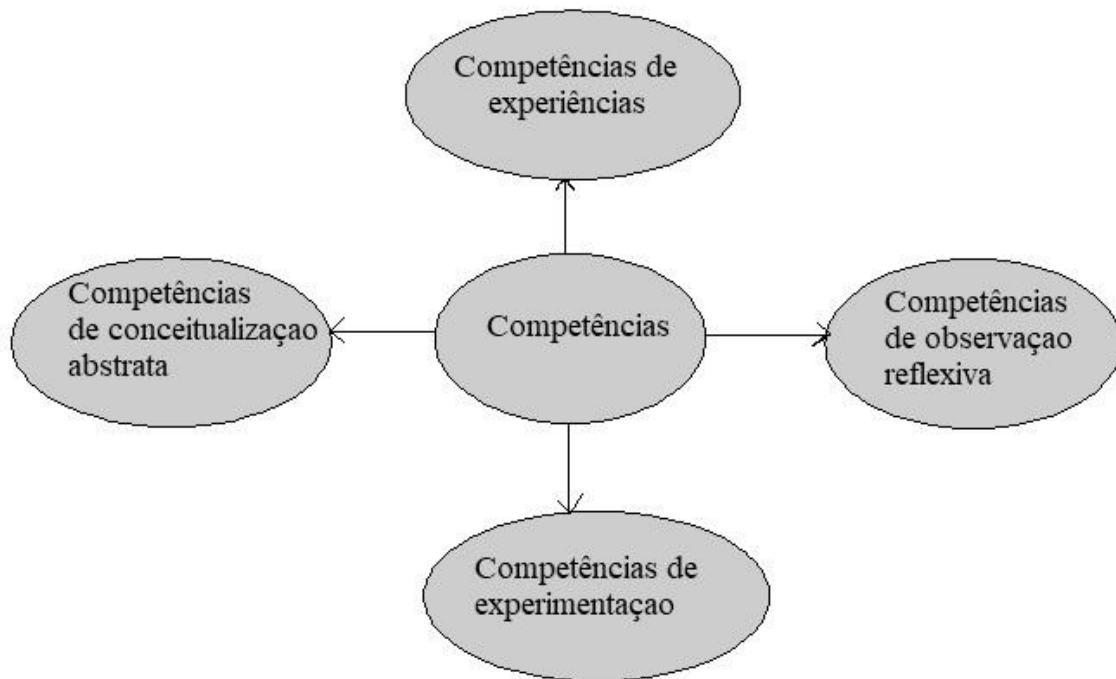 Competências de
experiências
Competências
de conceitualizaçao
abstrata
Competências
Competências
de observaçao
reflexiva
Competências de
experimentaçao